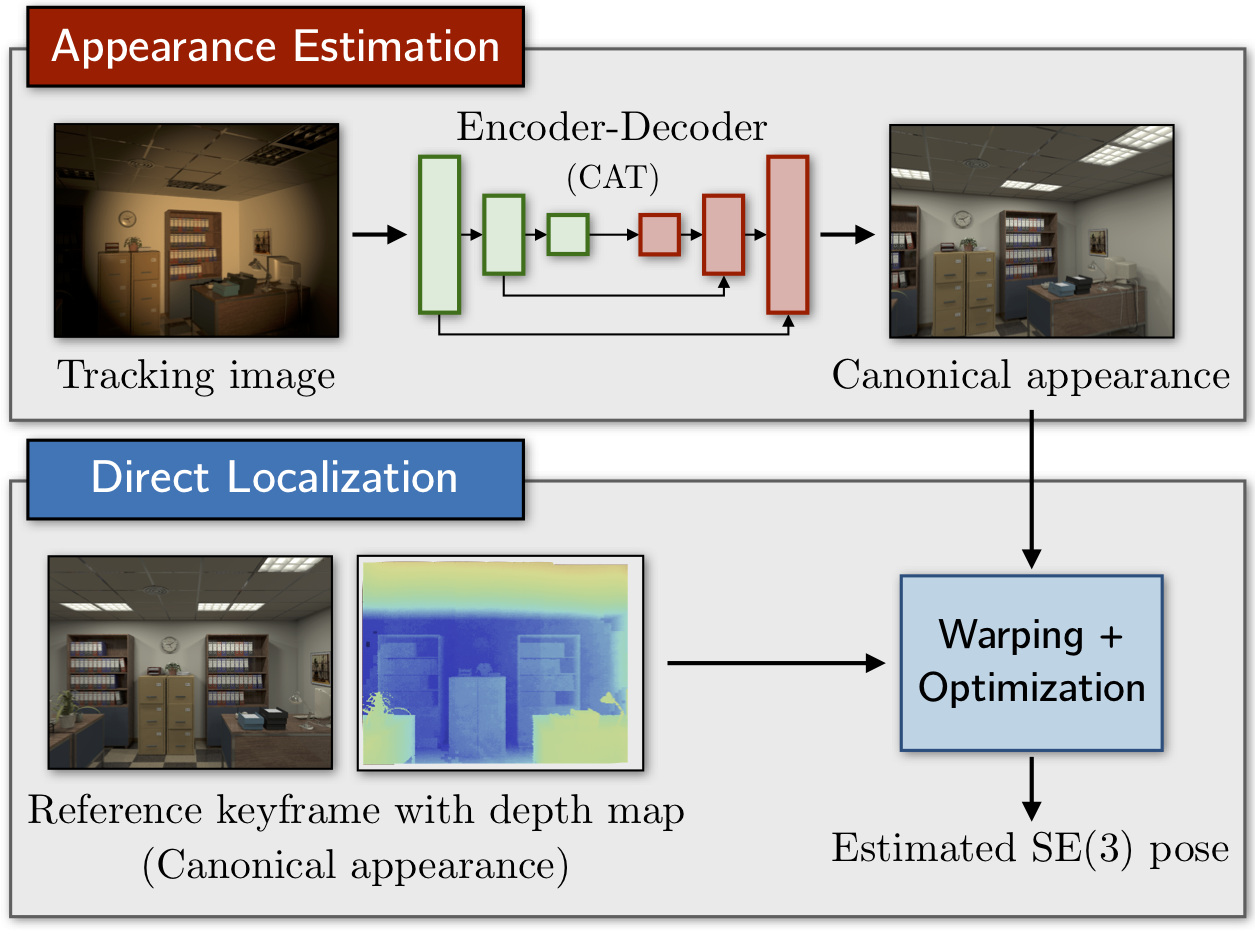 Appearance Estimation
Encoder-Decoder
(CAT)
Tracking image
Canonical appearance
Direct Localization
Reference keyframe with depth map
(Canonical appearance)
Warping +
Optimization
Estimated SE(3) pose